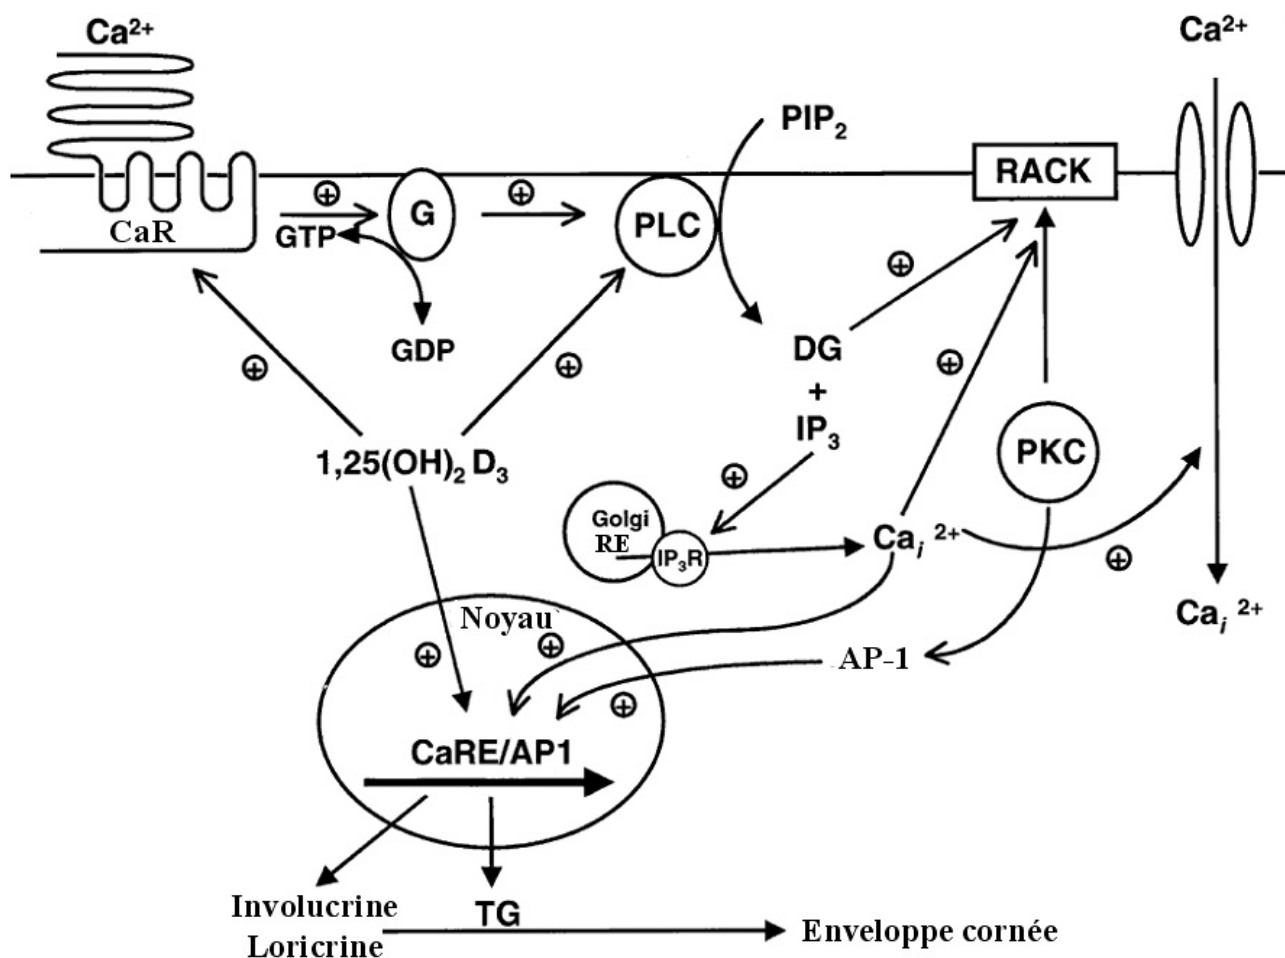 Ca2+
Ca2+
PIP2
RACK
G
PLC
CaR
GTP
GDP
DG
+
IP3
1,25(OH)2 D3
PKC
Golgi
RE
IP3R
Cai 2+
Cai 2+
Noyau
AP-1
CaRE/AP1
Involucrine
Loricrine
TG
Enveloppe cornée